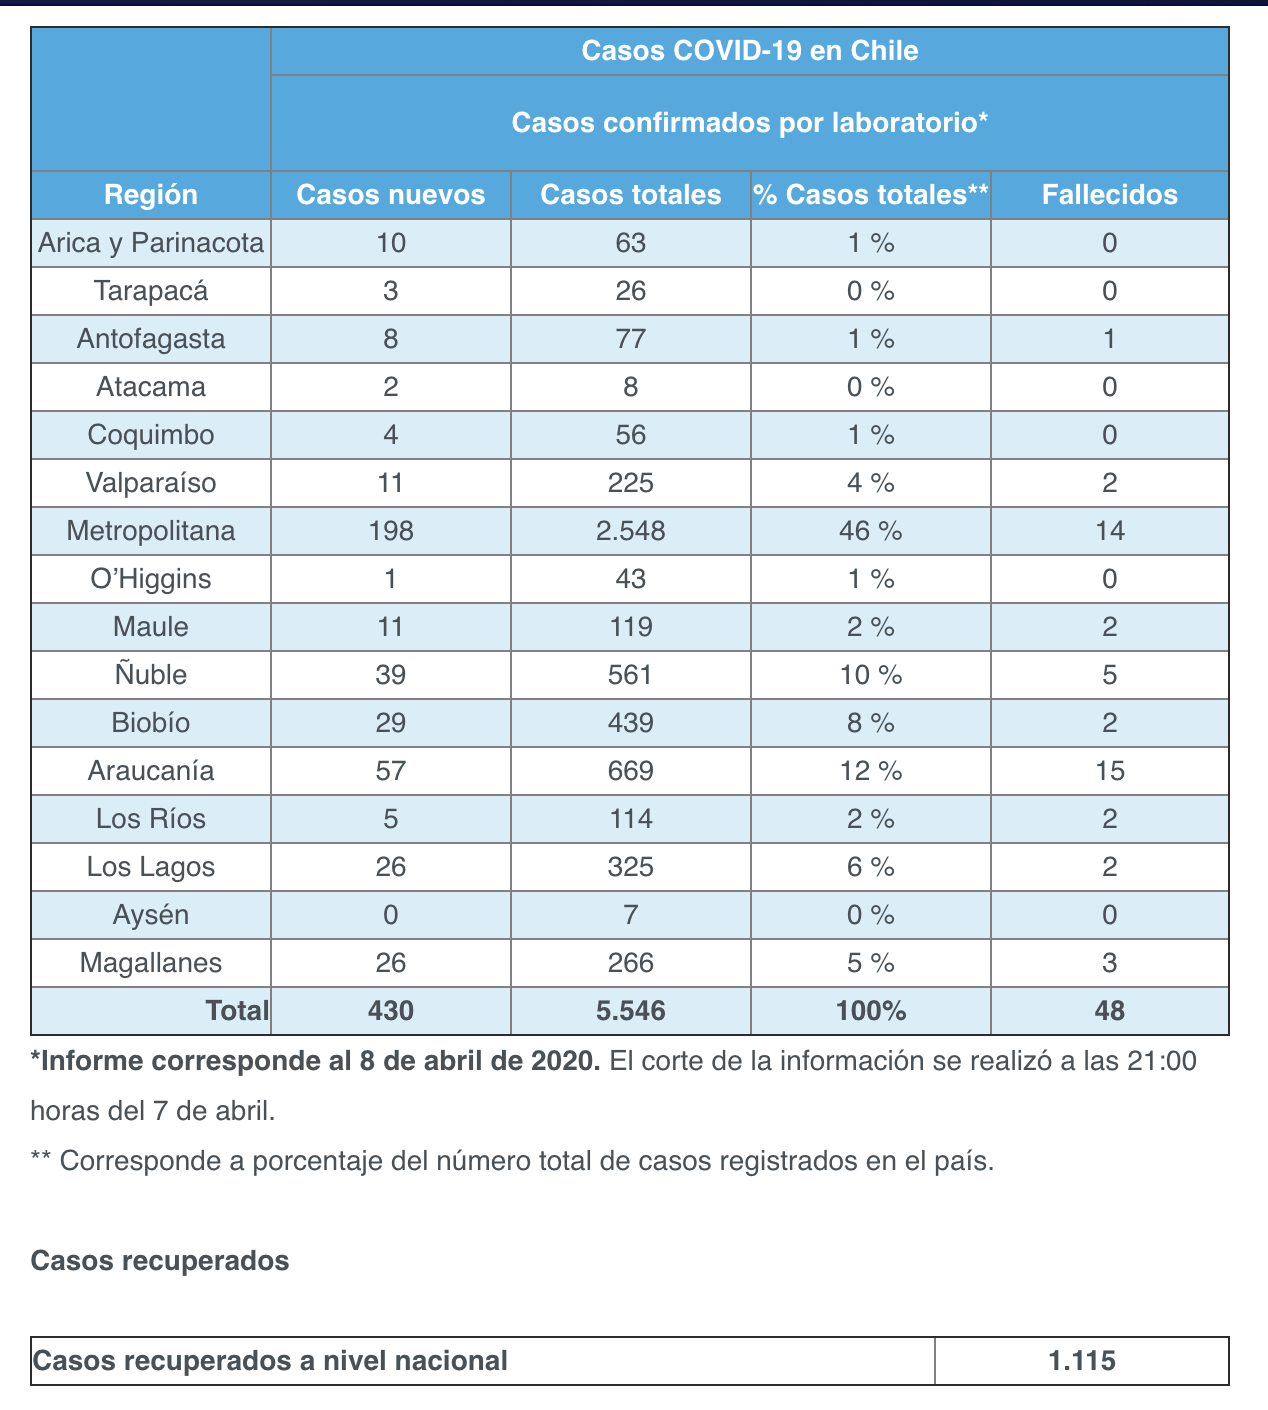 Casos COVID-19 en Chile
Casos confirmados por laboratorio*
Región Casos nuevos Casos totales % Casos totales** Fallecidos
Arica y Parinacota 10 63 1 % 0
Tarapacá 3 26 0 % 0
Antofagasta 8 77 1 % 1
Atacama 2 8 0 % 0
Coquimbo 4 56 1 % 0
Valparaíso 11 225 4 % 2
Metropolitana 198 2.548 46 % 14
O’Higgins 1 43 1 % 0
Maule 11 119 2 % 2
Ñuble 39 561 10 % 5
Biobío 29 439 8 % 2
Araucanía 57 669 12 % 15
Los Ríos 5 114 2 % 2
Los Lagos 26 325 6 % 2
Aysén 0 7 0 % 0
Magallanes 26 266 5 % 3
Total 430 5.546 100% 48
*Informe corresponde al 8 de abril de 2020. El corte de la información se realizó a las 21:00
horas del 7 de abril.
** Corresponde a porcentaje del número total de casos registrados en el país.
Casos recuperados
Casos recuperados a nivel nacional 1.115